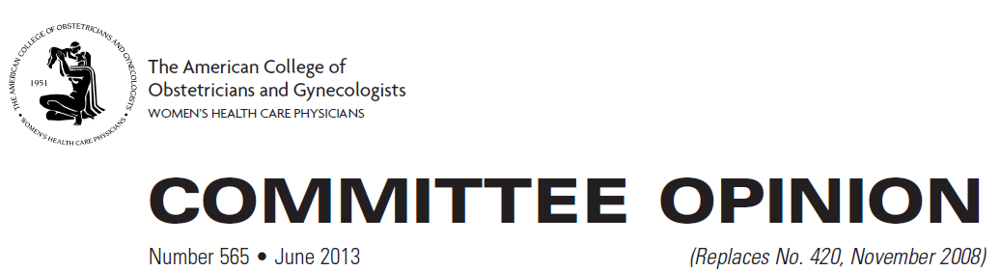 THE AMERICAN COLLEGE OF OBSTETRICIANS AND GYNECOLOGISTS
1951
• WOMEN'S HEALTH CARE PHYSICIANS •
The American College of
Obstetricians and Gynecologists
WOMEN'S HEALTH CARE PHYSICIANS
COMMITTEE OPINION
Number 565 • June 2013 (Replaces No. 420, November 2008)